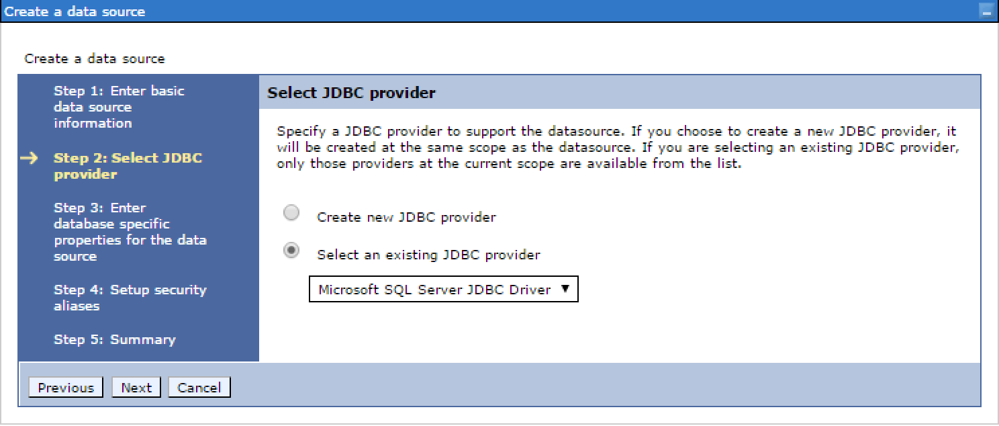 Create a data source
Create a data source
Step 1: Enter basic
data source
information
Step 2: Select JDBC
provider
Step 3: Enter
database specific
properties for the data
source
Step 4: Setup security
aliases
Step 5: Summary
Select JDBC provider
Specify a JDBC provider to support the datasource. If you choose to create a new JDBC provider, it
will be created at the same scope as the datasource. If you are selecting an existing JDBC provider,
only those providers at the current scope are available from the list.
Create new JDBC provider
Select an existing JDBC provider
Microsoft SQL Server JDBC Driver
Previous Next Cancel